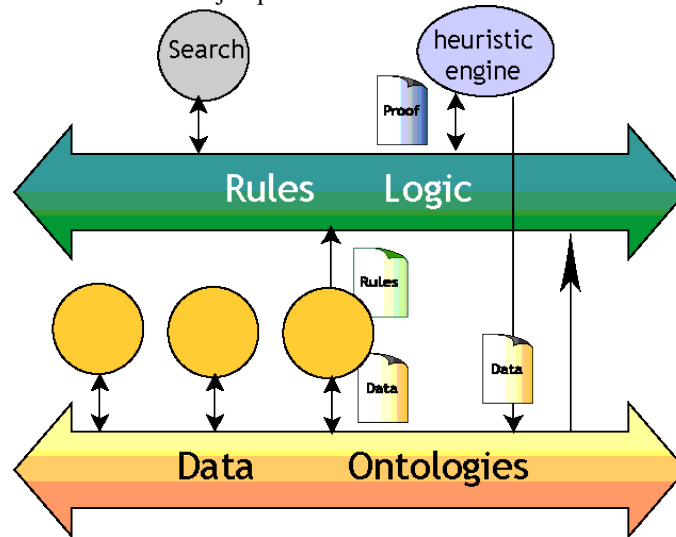 Search
heuristic
engine
Proof
Rules Logic
Rules
Data
Data
Data Ontologies